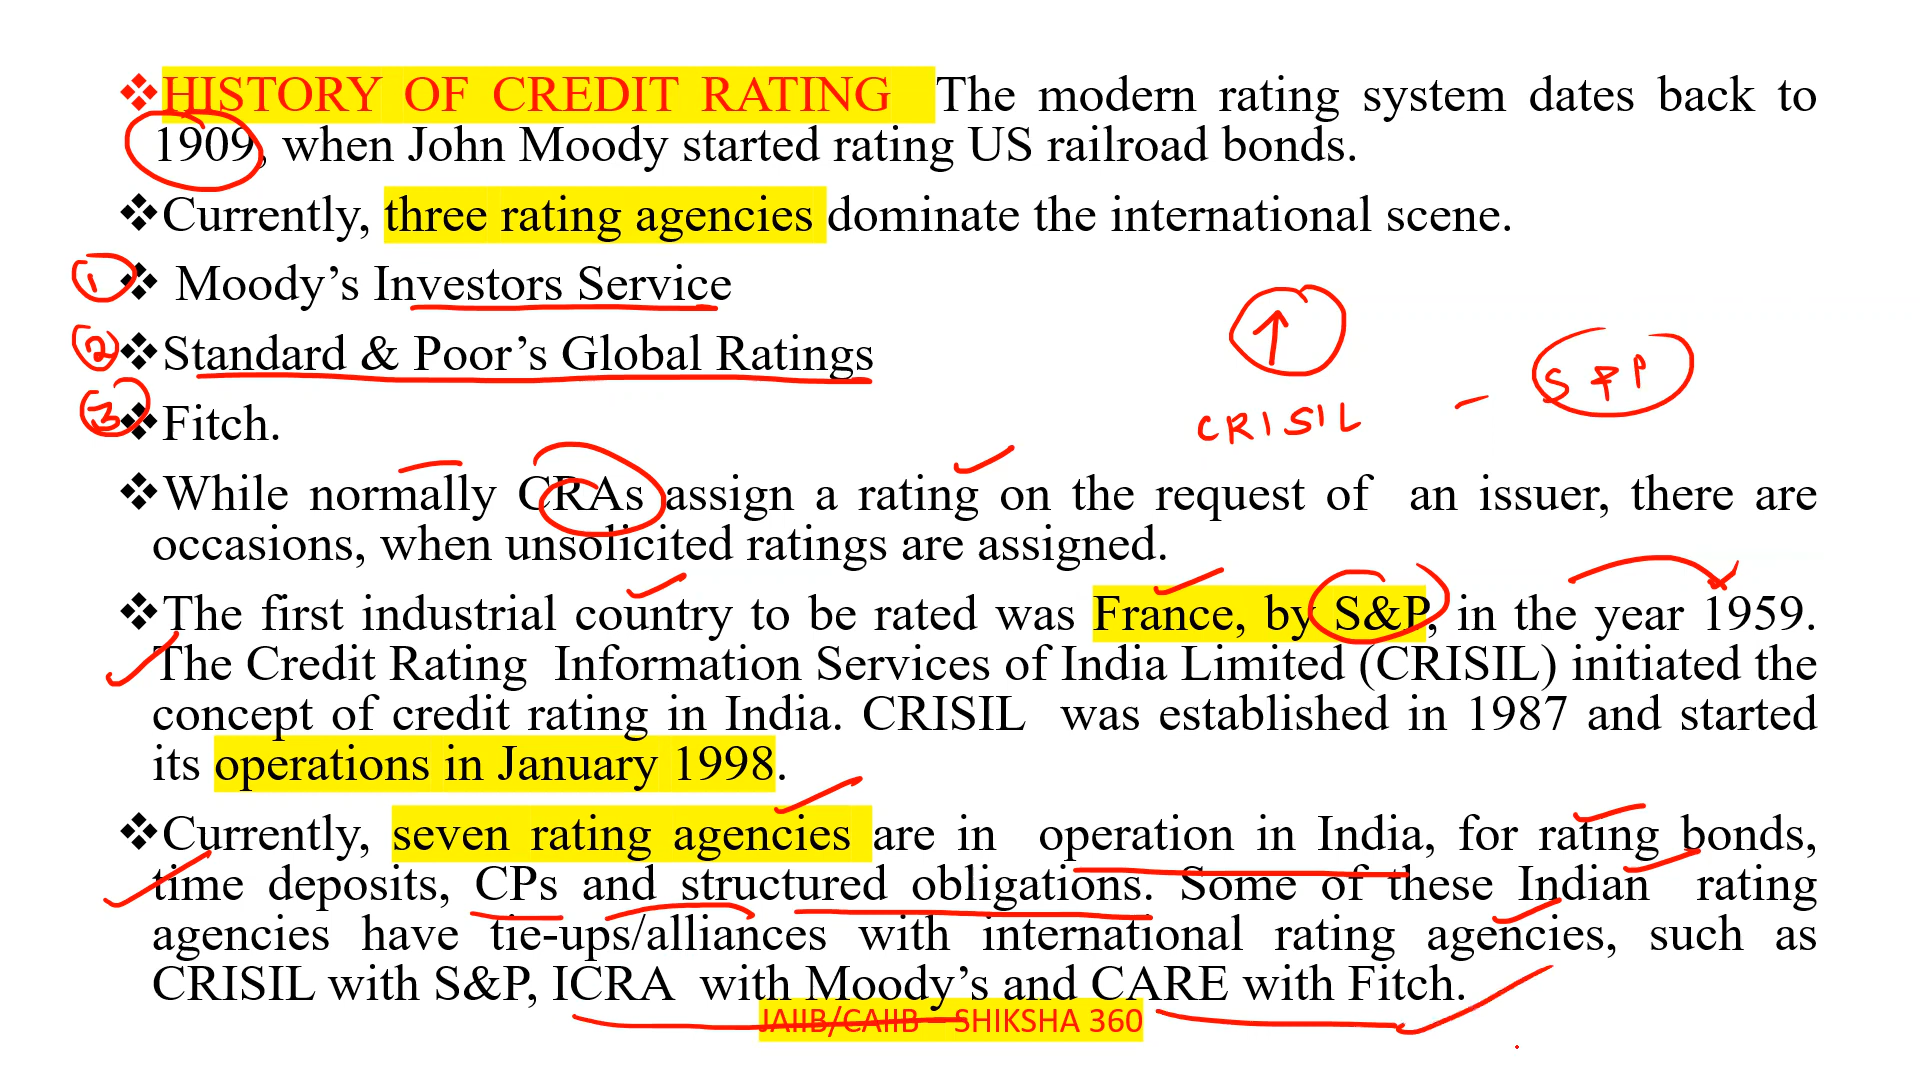 ❖HISTORY OF CREDIT RATING The modern rating system dates back to
1909, when John Moody started rating US railroad bonds.
❖Currently, three rating agencies dominate the international scene.
1 ❖ Moody’s Investors Service
2 ❖Standard & Poor’s Global Ratings
3 ❖Fitch.
CRISIL - S&P
❖While normally CRAs assign a rating on the request of an issuer, there are
occasions, when unsolicited ratings are assigned.
❖The first industrial country to be rated was France, by S&P, in the year 1959.
The Credit Rating Information Services of India Limited (CRISIL) initiated the
concept of credit rating in India. CRISIL was established in 1987 and started
its operations in January 1998.
❖Currently, seven rating agencies are in operation in India, for rating bonds,
time deposits, CPs and structured obligations. Some of these Indian rating
agencies have tie-ups/alliances with international rating agencies, such as
CRISIL with S&P, ICRA with Moody’s and CARE with Fitch.
JAIIB/CAIIB – SHIKSHA 360